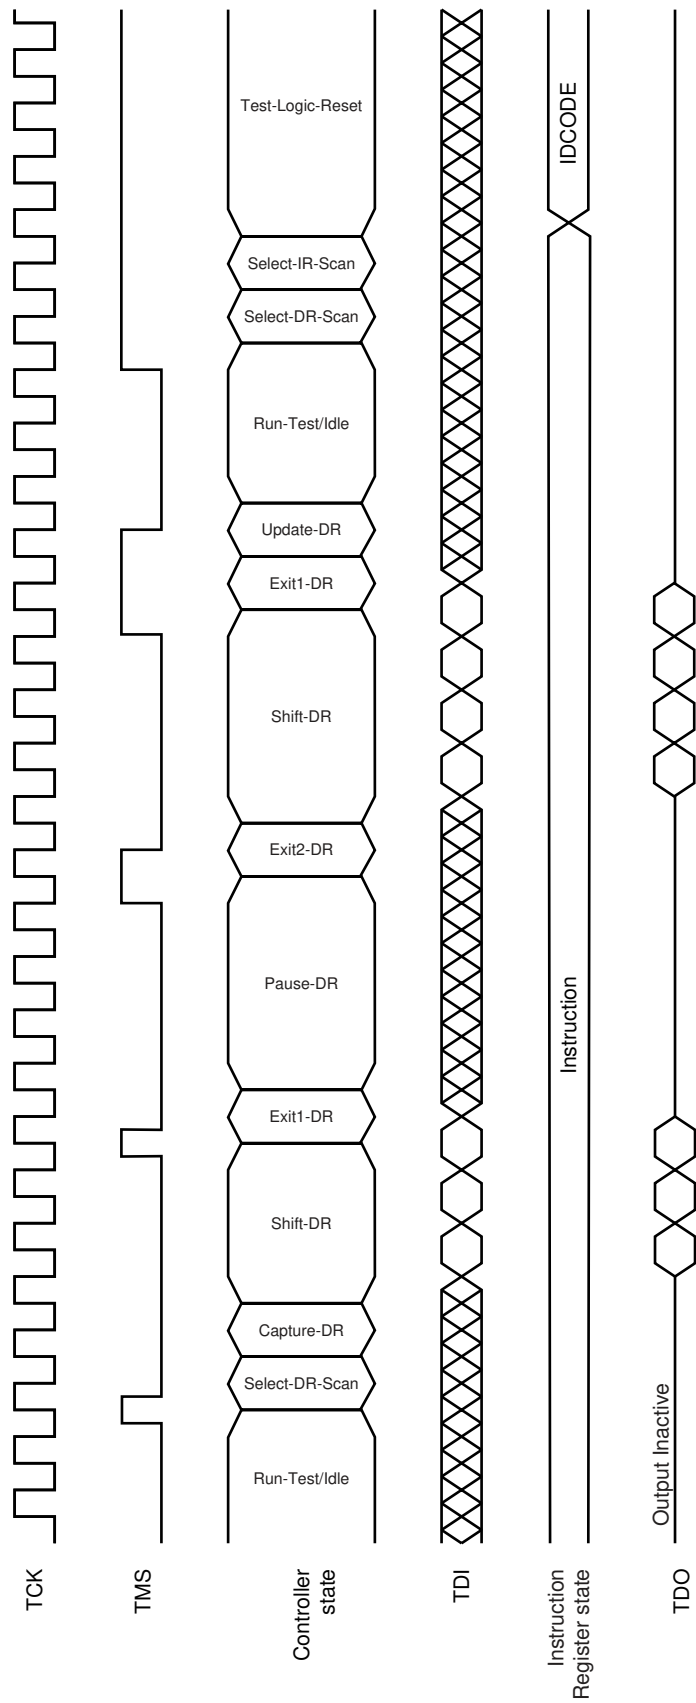 Test-Logic-Reset
IDCODE
Select-IR-Scan
Select-DR-Scan
Run-Test/Idle
Update-DR
Exit1-DR
Shift-DR
Exit2-DR
Pause-DR
Instruction
Exit1-DR
Shift-DR
Capture-DR
Select-DR-Scan
Output Inactive
Run-Test/Idle
TCK
TMS
Controller
state
TDI
Instruction
Register state
TDO